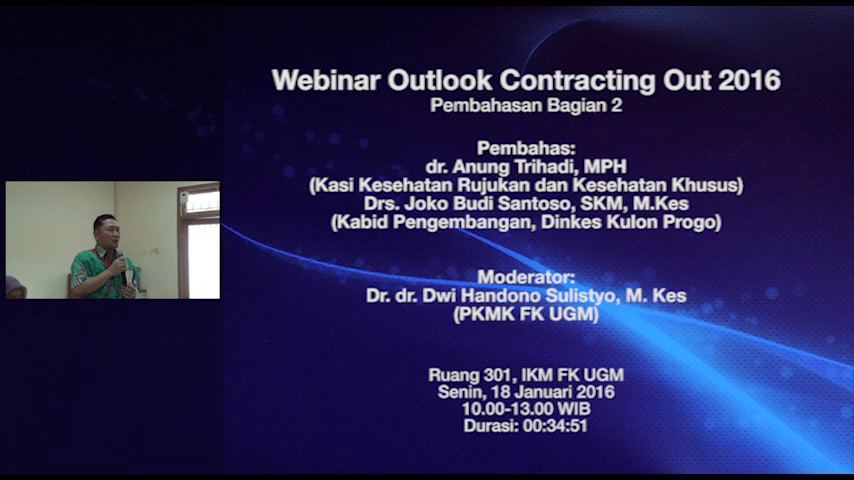 Webinar Outlook Contracting Out 2016
Pembahasan Bagian 2
Pembahas:
dr. Anung Trihadi, MPH
(Kasi Kesehatan Rujukan dan Kesehatan Khusus)
Drs. Joko Budi Santoso, SKM, M.Kes
(Kabid Pengembangan, Dinkes Kulon Progo)
Moderator:
Dr. dr. Dwi Handono Sulistyo, M. Kes
(PKMK FK UGM)
Ruang 301, IKM FK UGM
Senin, 18 Januari 2016
10.00-13.00 WIB
Durasi: 00:34:51